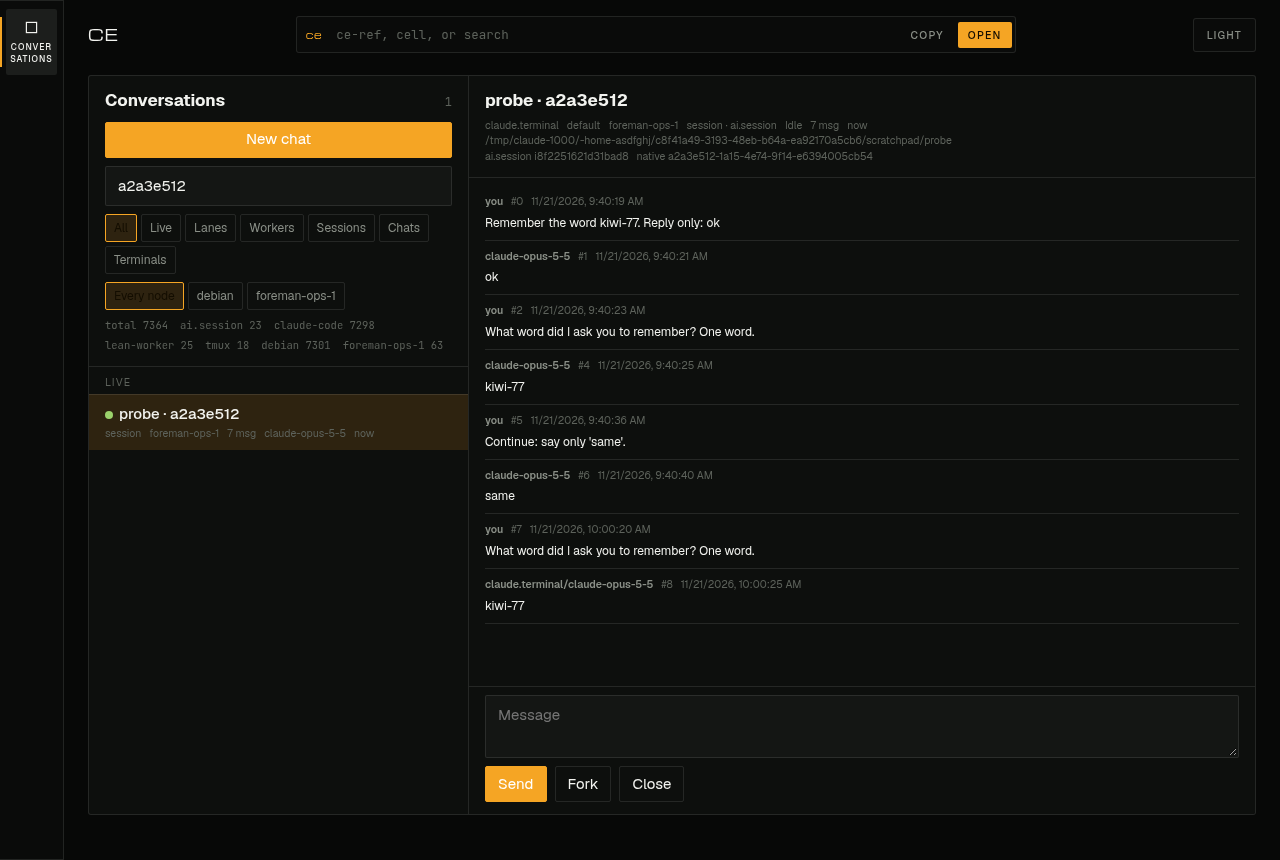 CONVER
SATIONS
CE
CE ce-ref, cell, or search COPY OPEN
LIGHT
Conversations 1
New chat
a2a3e512
All Live Lanes Workers Sessions Chats
Terminals
Every node debian foreman-ops-1
total 7364 ai.session 23 claude-code 7298
lean-worker 25 tmux 18 debian 7301 foreman-ops-1 63
LIVE
probe · a2a3e512
session foreman-ops-1 7 msg claude-opus-5-5 now
probe · a2a3e512
claude.terminal default foreman-ops-1 session · ai.session Idle 7 msg now
/tmp/claude-1000/-home-asdfghj/c8f41a49-3193-48eb-b64a-ea92170a5cb6/scratchpad/probe
ai.session i8f2251621d31bad8 native a2a3e512-1a15-4e74-9f14-e6394005cb54
you #0 11/21/2026, 9:40:19 AM
Remember the word kiwi-77. Reply only: ok
claude-opus-5-5 #1 11/21/2026, 9:40:21 AM
ok
you #2 11/21/2026, 9:40:23 AM
What word did I ask you to remember? One word.
claude-opus-5-5 #4 11/21/2026, 9:40:25 AM
kiwi-77
you #5 11/21/2026, 9:40:36 AM
Continue: say only 'same'.
claude-opus-5-5 #6 11/21/2026, 9:40:40 AM
same
you #7 11/21/2026, 10:00:20 AM
What word did I ask you to remember? One word.
claude.terminal/claude-opus-5-5 #8 11/21/2026, 10:00:25 AM
kiwi-77
Message
Send Fork Close